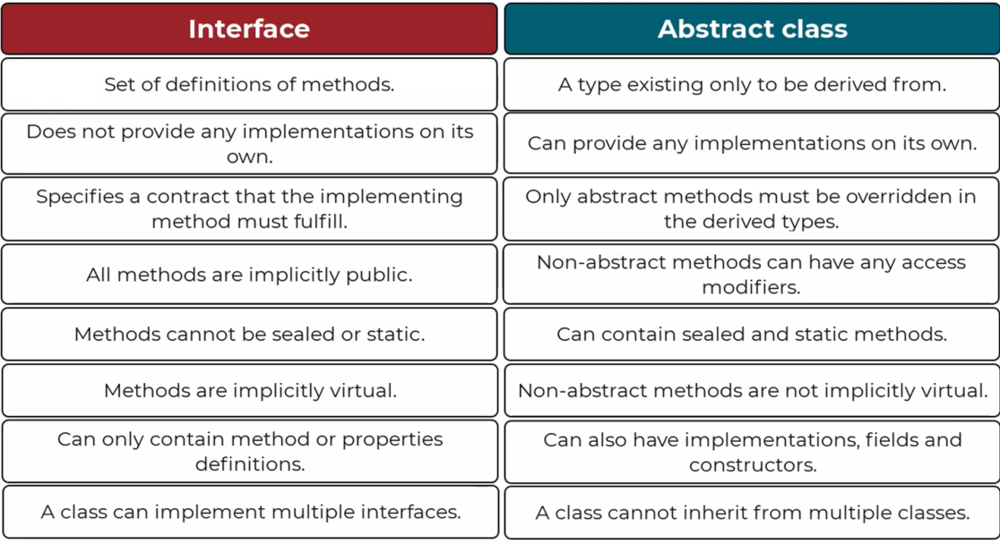 Interface
Abstract class
Set of definitions of methods.
A type existing only to be derived from.
Does not provide any implementations on its
own.
Can provide any implementations on its own.
Specifies a contract that the implementing
method must fulfill.
Only abstract methods must be overridden in
the derived types.
All methods are implicitly public.
Non-abstract methods can have any access
modifiers.
Methods cannot be sealed or static.
Can contain sealed and static methods.
Methods are implicitly virtual.
Non-abstract methods are not implicitly virtual.
Can only contain method or properties
definitions.
Can also have implementations, fields and
constructors.
A class can implement multiple interfaces.
A class cannot inherit from multiple classes.